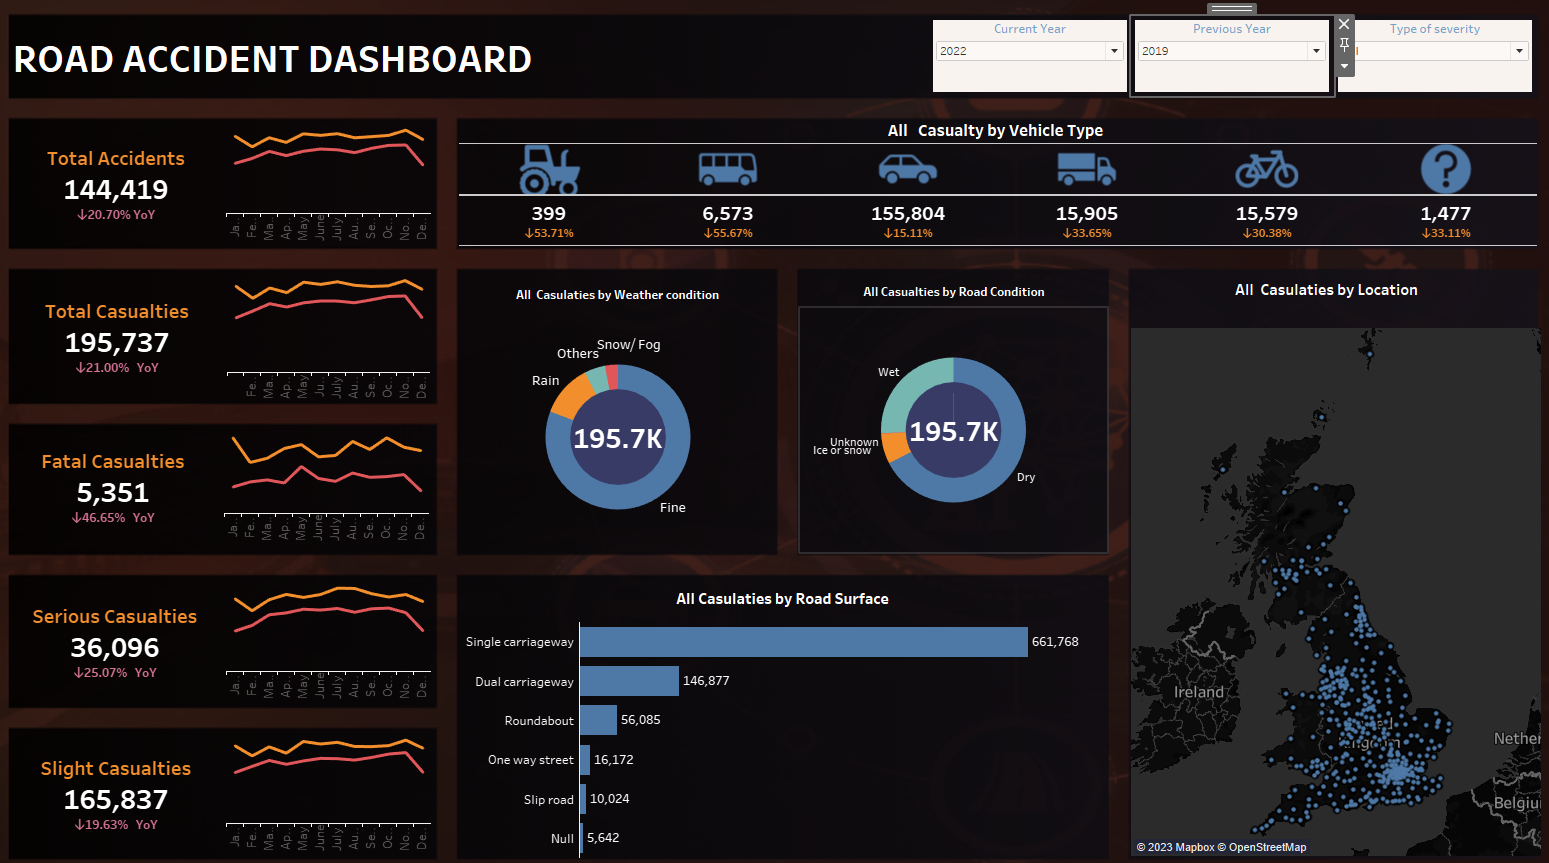 ROAD ACCIDENT DASHBOARD
Current Year
2022
Previous Year
2019
Type of severity
Total Accidents
144,419
↓20.70% YoY
Ja..
Fe..
Ma..
Ap..
May
June
July
Au..
Se..
Oc..
No..
De..
All Casualty by Vehicle Type
399
6,573
155,804
15,905
15,579
1,477
↓53.71%
↓55.67%
↓15.11%
↓33.65%
↓30.38%
↓33.11%
Total Casualties
195,737
↓21.00% YoY
Fe..
Ma..
Ap..
May
Ju..
July
Au..
Se..
Oc..
No..
De..
All Casulaties by Weather condition
Snow/ Fog
Others
Rain
195.7K
Fine
All Casualties by Road Condition
Wet
Unknown
Ice or snow
195.7K
Dry
All Casulaties by Location
Ireland
Nether
Belgiu
© 2023 Mapbox © OpenStreetMap
Fatal Casualties
5,351
↓46.65% YoY
Ja..
Fe..
Ma..
Ap..
May
June
July
Au..
Se..
Oc..
No..
De..
Serious Casualties
36,096
↓25.07% YoY
Ja..
Fe..
Ma..
Ap..
May
June
July
Au..
Se..
Oc..
No..
De..
All Casulaties by Road Surface
Single carriageway 661,768
Dual carriageway 146,877
Roundabout 56,085
One way street 16,172
Slip road 10,024
Null 5,642
Slight Casualties
165,837
↓19.63% YoY
Ja..
Fe..
Ma..
Ap..
May
June
July
Au..
Se..
Oc..
No..
De..